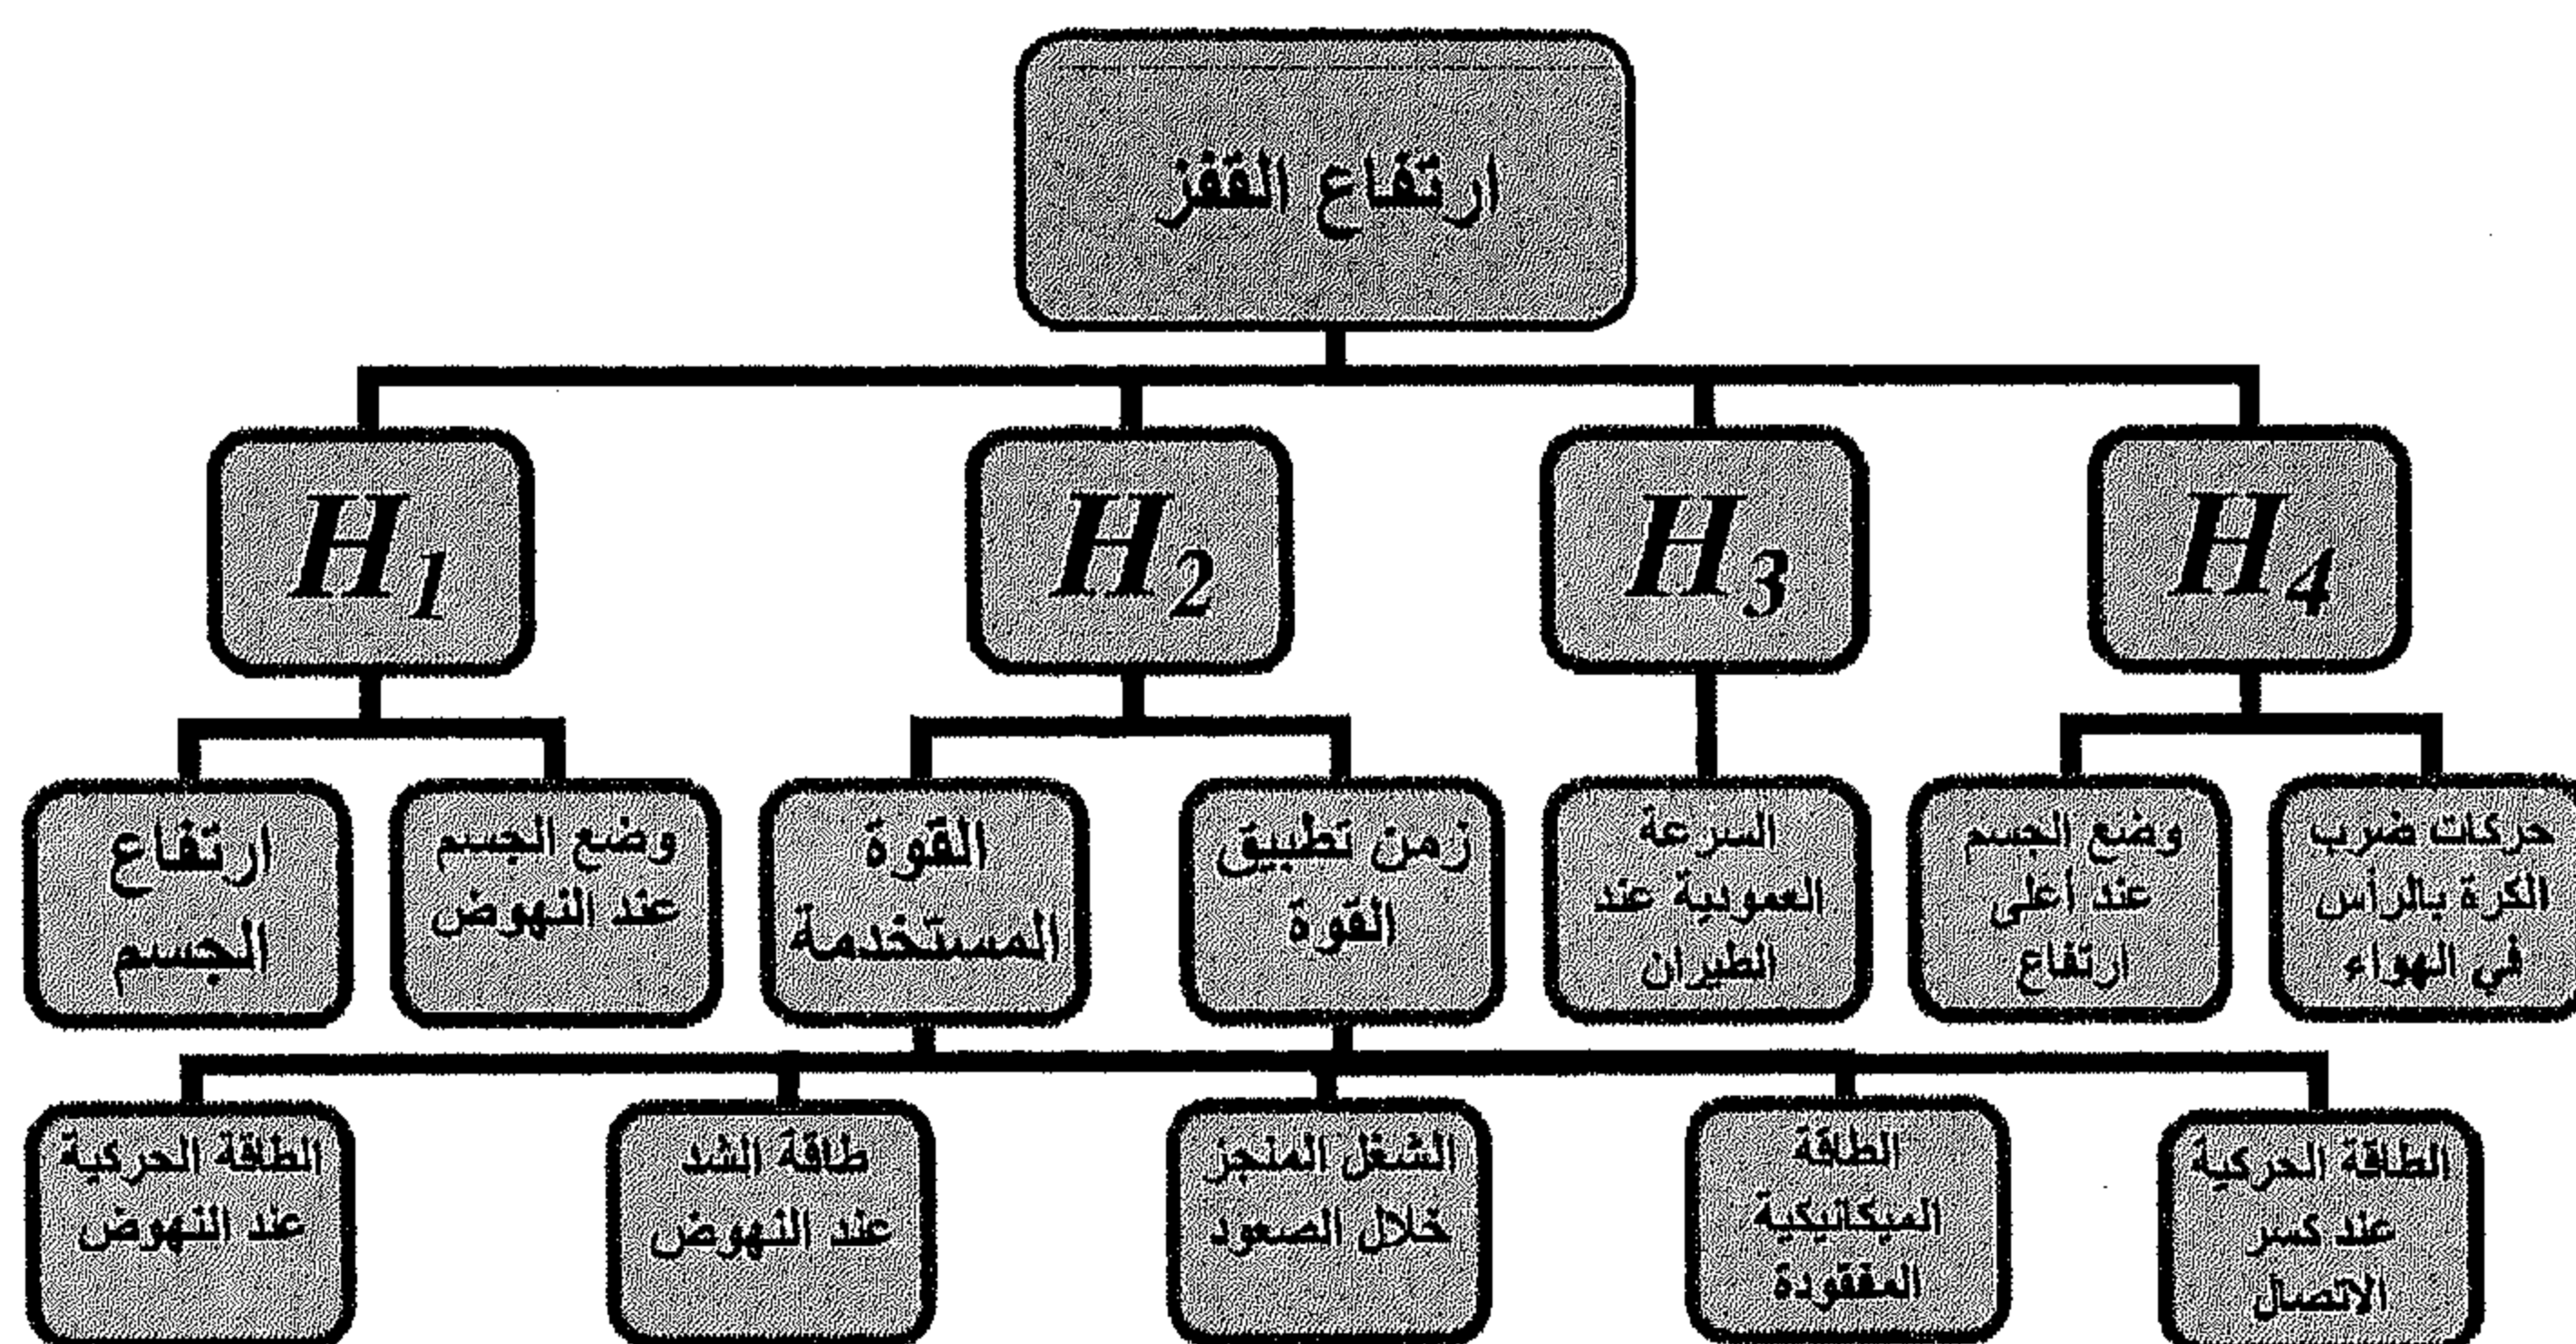 ارتفاع القفز
H1
H2
H3
H4
ارتفاع
الجسم
وضع الجسم
عند النهوض
القوة
المستخدمة
زمن تطبيق
القوة
السرعة
العمودية عند
الطيران
وضع الجسم
عند أعلى
ارتفاع
حركات ضرب
الكرة بالرأس
في الهواء
الطاقة الحركية
عند النهوض
طاقة الشد
عند النهوض
الشغل المنجز
خلال الصعود
الطاقة
الميكانيكية
المفقودة
الطاقة الحركية
عند كسر
الاتصال